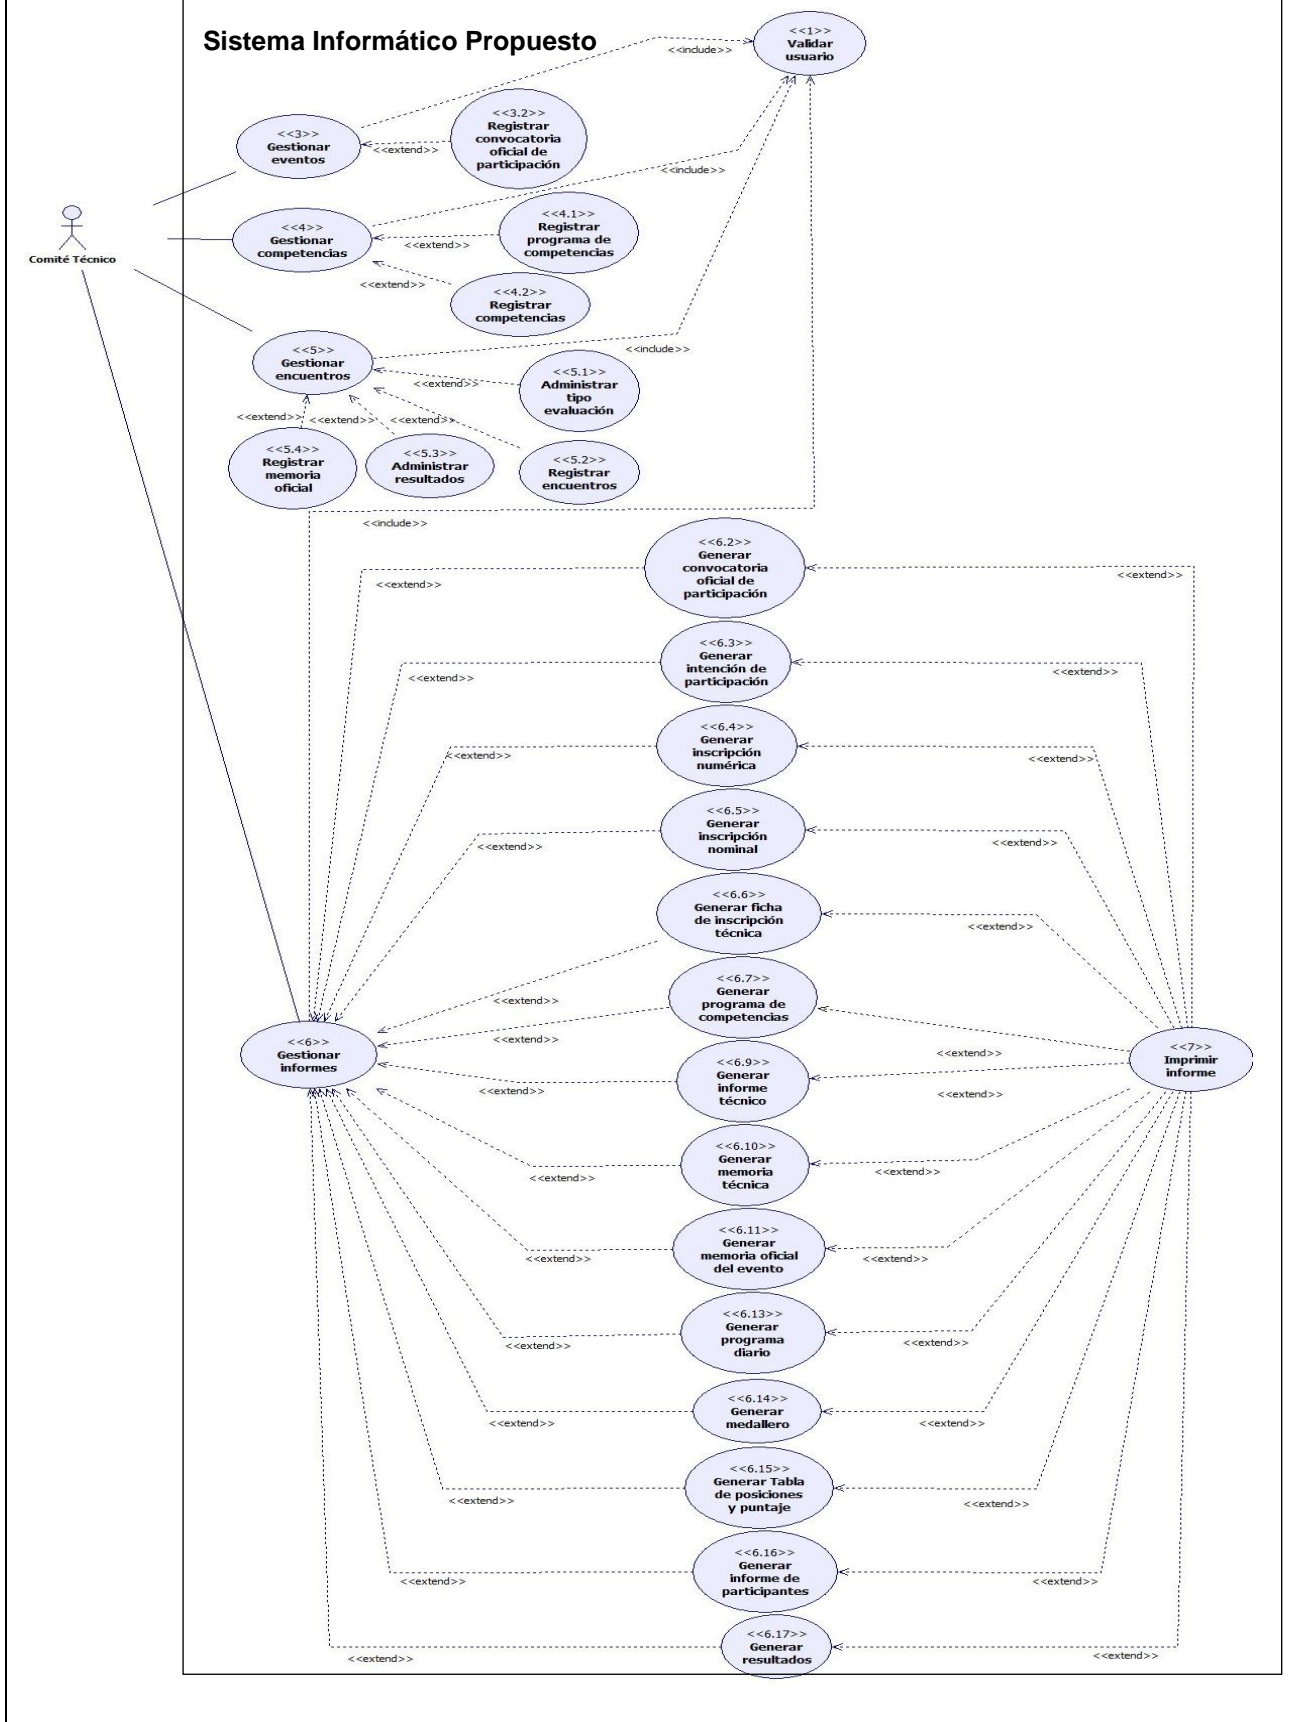 Sistema Informático Propuesto
<<1>>
Validar
usuario
<<include>>
<<3>>
Gestionar
eventos
<<extend>>
<<3.2>>
Registrar
convocatoria
oficial de
participación
<<include>>
Comité Técnico
<<4>>
Gestionar
competencias
<<extend>>
<<4.1>>
Registrar
programa de
competencias
<<extend>>
<<4.2>>
Registrar
competencias
<<5>>
Gestionar
encuentros
<<include>>
<<extend>>
<<5.1>>
Administrar
tipo
evaluación
<<extend>>
<<extend>>
<<extend>>
<<5.4>>
Registrar
memoria
oficial
<<5.3>>
Administrar
resultados
<<5.2>>
Registrar
encuentros
<<include>>
<<6.2>>
Generar
convocatoria
oficial de
participación
<<extend>>
<<extend>>
<<6.3>>
Generar
intención de
participación
<<extend>>
<<extend>>
<<6.4>>
Generar
inscripción
numérica
<<extend>>
<<extend>>
<<6.5>>
Generar
inscripción
nominal
<<extend>>
<<extend>>
<<6.6>>
Generar ficha
de inscripción
técnica
<<extend>>
<<extend>>
<<6.7>>
Generar
programa de
competencias
<<extend>>
<<extend>>
<<6>>
Gestionar
informes
<<7>>
Imprimir
informe
<<6.9>>
Generar
informe
técnico
<<extend>>
<<extend>>
<<6.10>>
Generar
memoria
técnica
<<extend>>
<<extend>>
<<6.11>>
Generar
memoria oficial
del evento
<<extend>>
<<extend>>
<<6.13>>
Generar
programa
diario
<<extend>>
<<extend>>
<<6.14>>
Generar
medallero
<<extend>>
<<extend>>
<<6.15>>
Generar Tabla
de posiciones
y puntaje
<<extend>>
<<extend>>
<<6.16>>
Generar
informe de
participantes
<<extend>>
<<extend>>
<<6.17>>
Generar
resultados
<<extend>>
<<extend>>